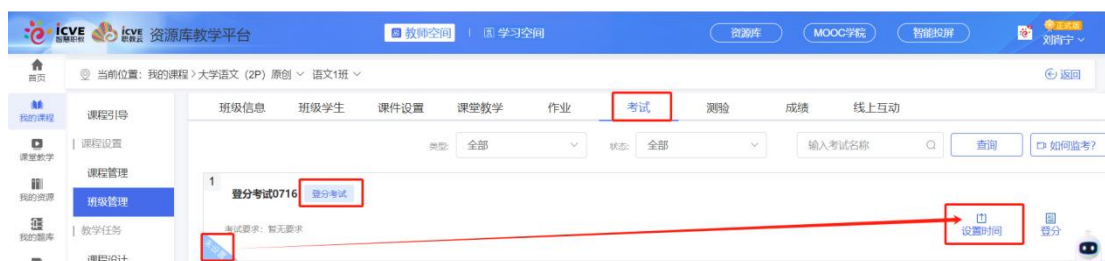 icve 智慧职教 icve 职教云 资源库教学平台 教师空间 学习空间 资源库 MOOC学院 智能投屏 正式版 刘肖宁
首页 当前位置：我的课程 > 大学语文（2P）原创 语文1班 返回
我的课程 课程引导 班级信息 班级学生 课件设置 课堂教学 作业 考试 测验 成绩 线上互动
课堂教学 课程设置 类型: 全部 状态: 全部 输入考试名称 查询 如何监考?
课程管理
我的资源 班级管理 1 登分考试0716 登分考试
我的题库 教学任务 考试要求：暂无要求 设置时间 登分
课程设计